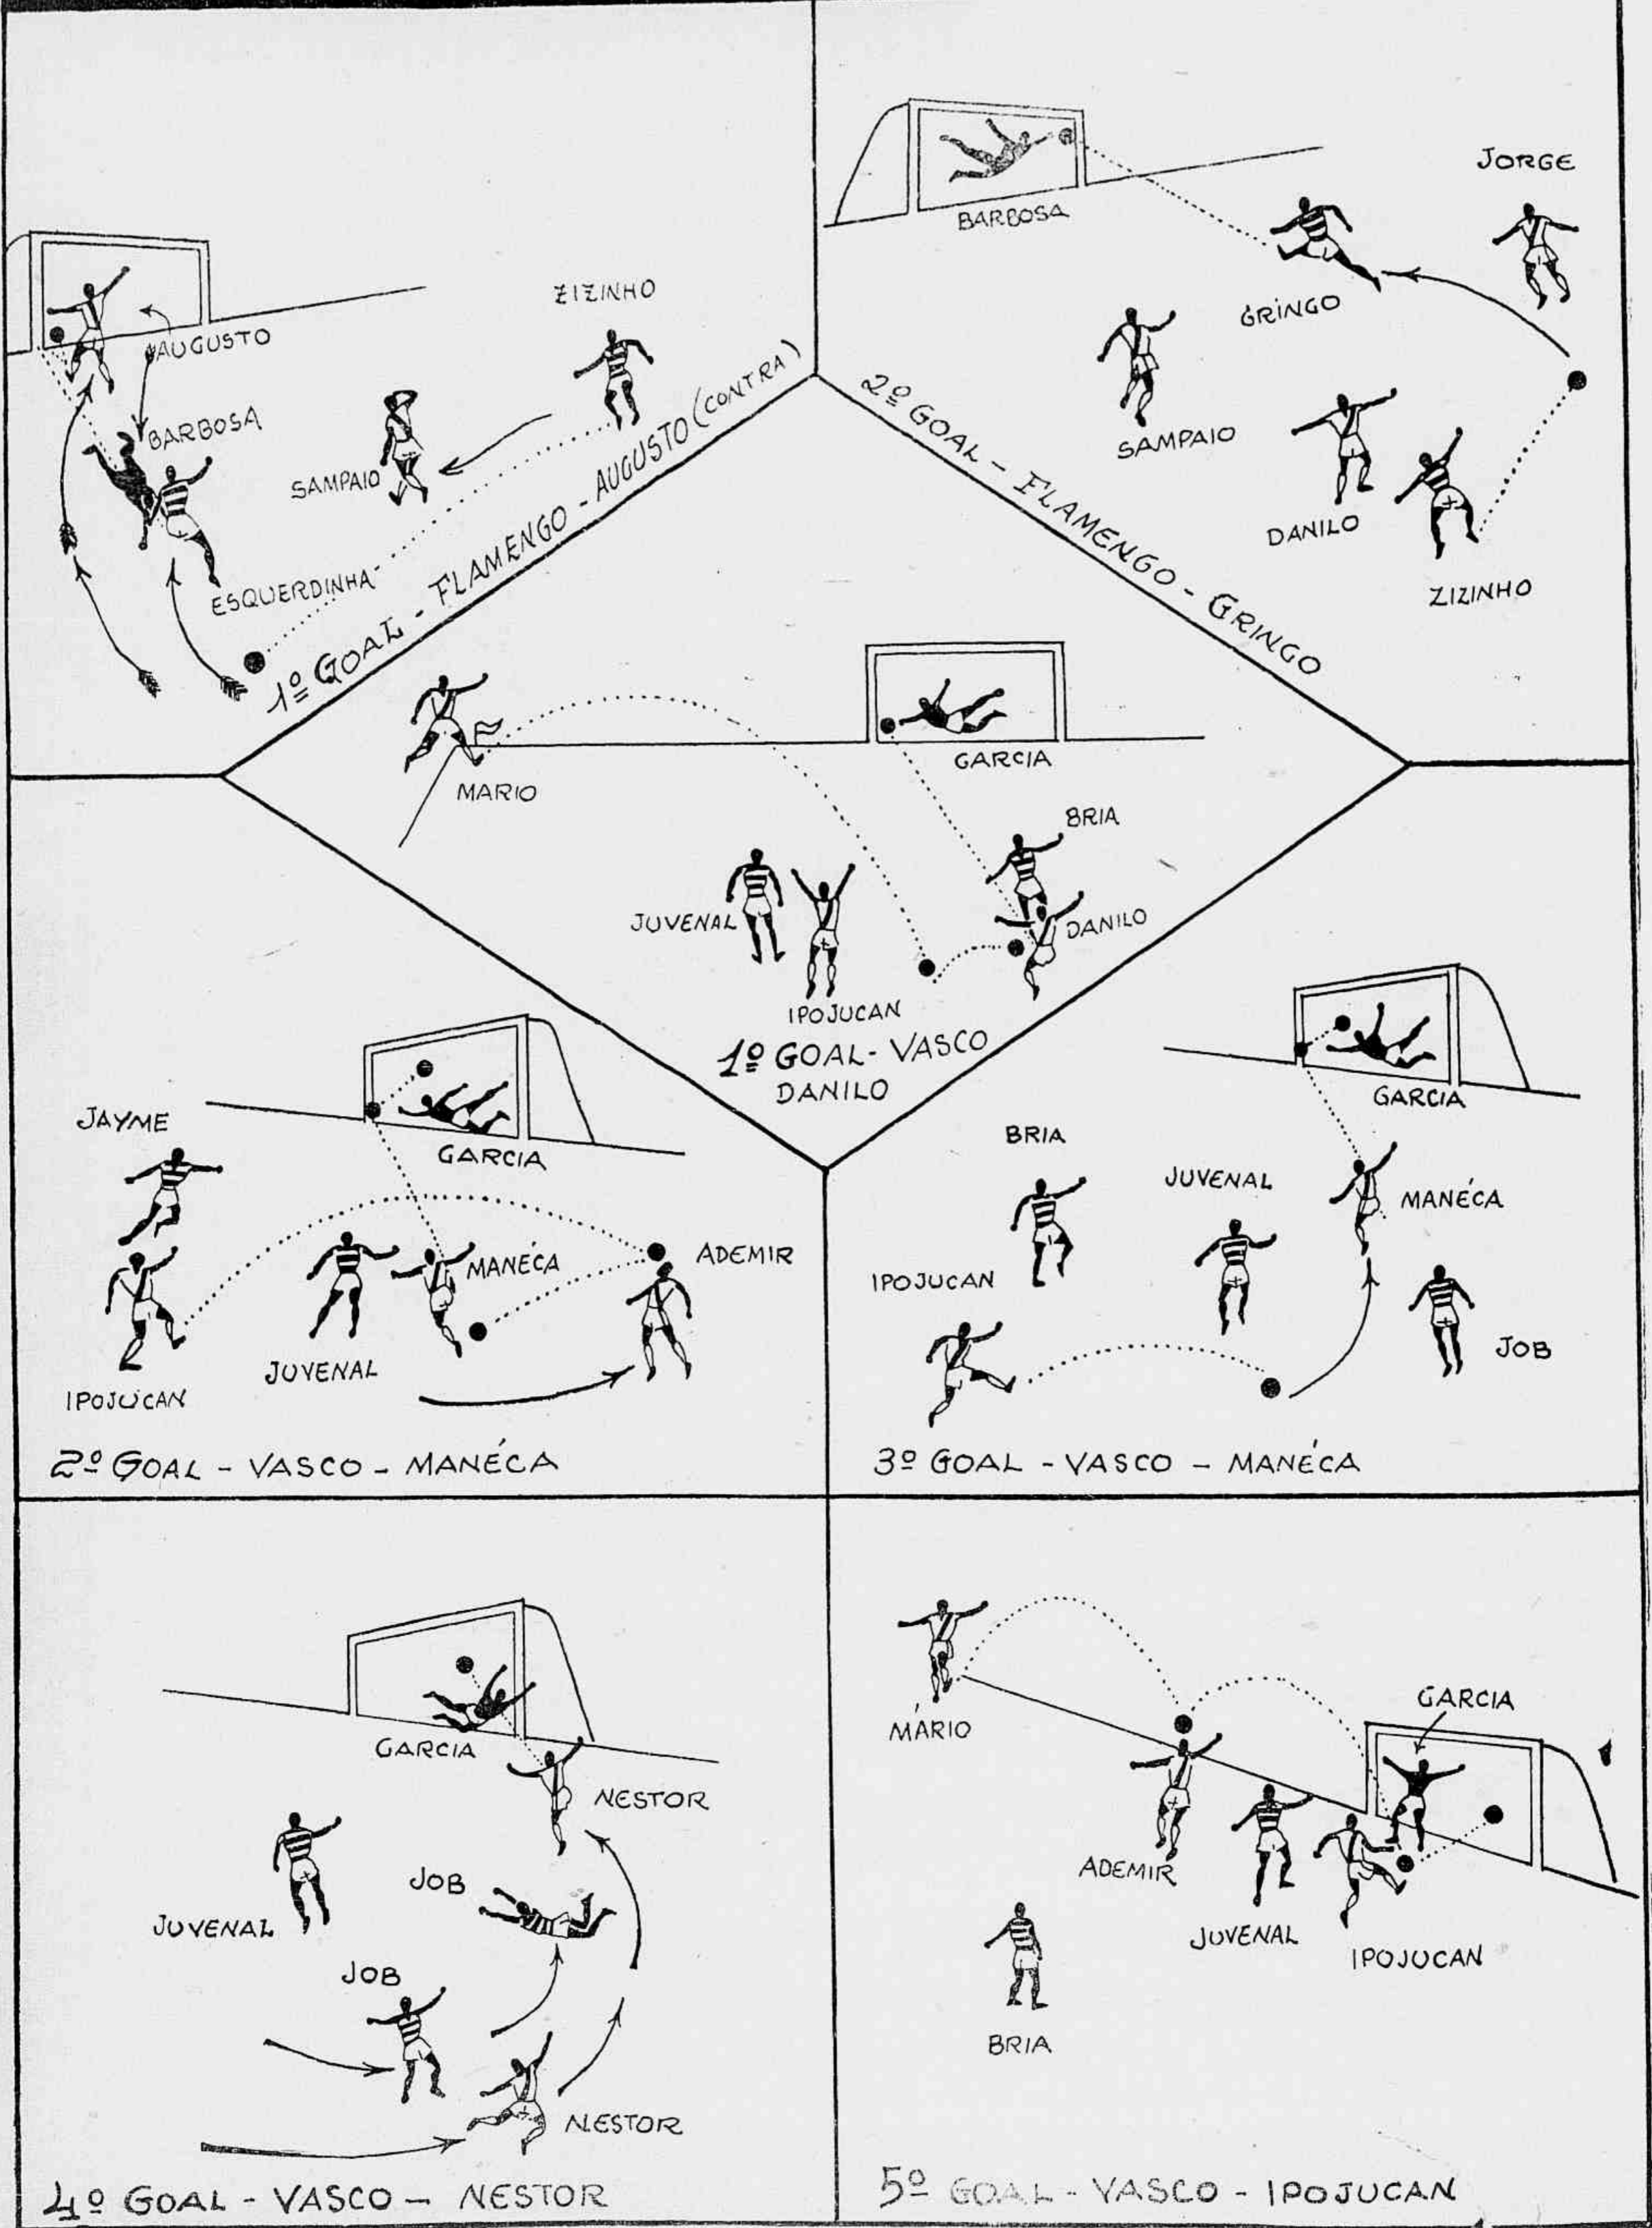 ZIZINHO
AUGUSTO
BARBOSA
SAMPAIO
ESQUERDINHA
1º GOAL - FLAMENGO - AUGUSTO (CONTRA)
JORGE
BARBOSA
GRINGO
SAMPAIO
DANILO
ZIZINHO
2º GOAL - FLAMENGO - GRINGO
MARIO
GARCIA
BRIA
JUVENAL
DANILO
IPOJUCAN
1º GOAL - VASCO
DANILO
JAYME
GARCIA
MANÉCA
ADEMIR
JUVENAL
IPOJUCAN
2º GOAL - VASCO - MANÉCA
GARCIA
BRIA
JUVENAL
MANÉCA
IPOJUCAN
JOB
3º GOAL - VASCO - MANÉCA
GARCIA
NESTOR
JOB
JUVENAL
JOB
NESTOR
4º GOAL - VASCO - NESTOR
GARCIA
MÁRIO
ADEMIR
JUVENAL
IPOJUCAN
BRIA
5º GOAL - VASCO - IPOJUCAN